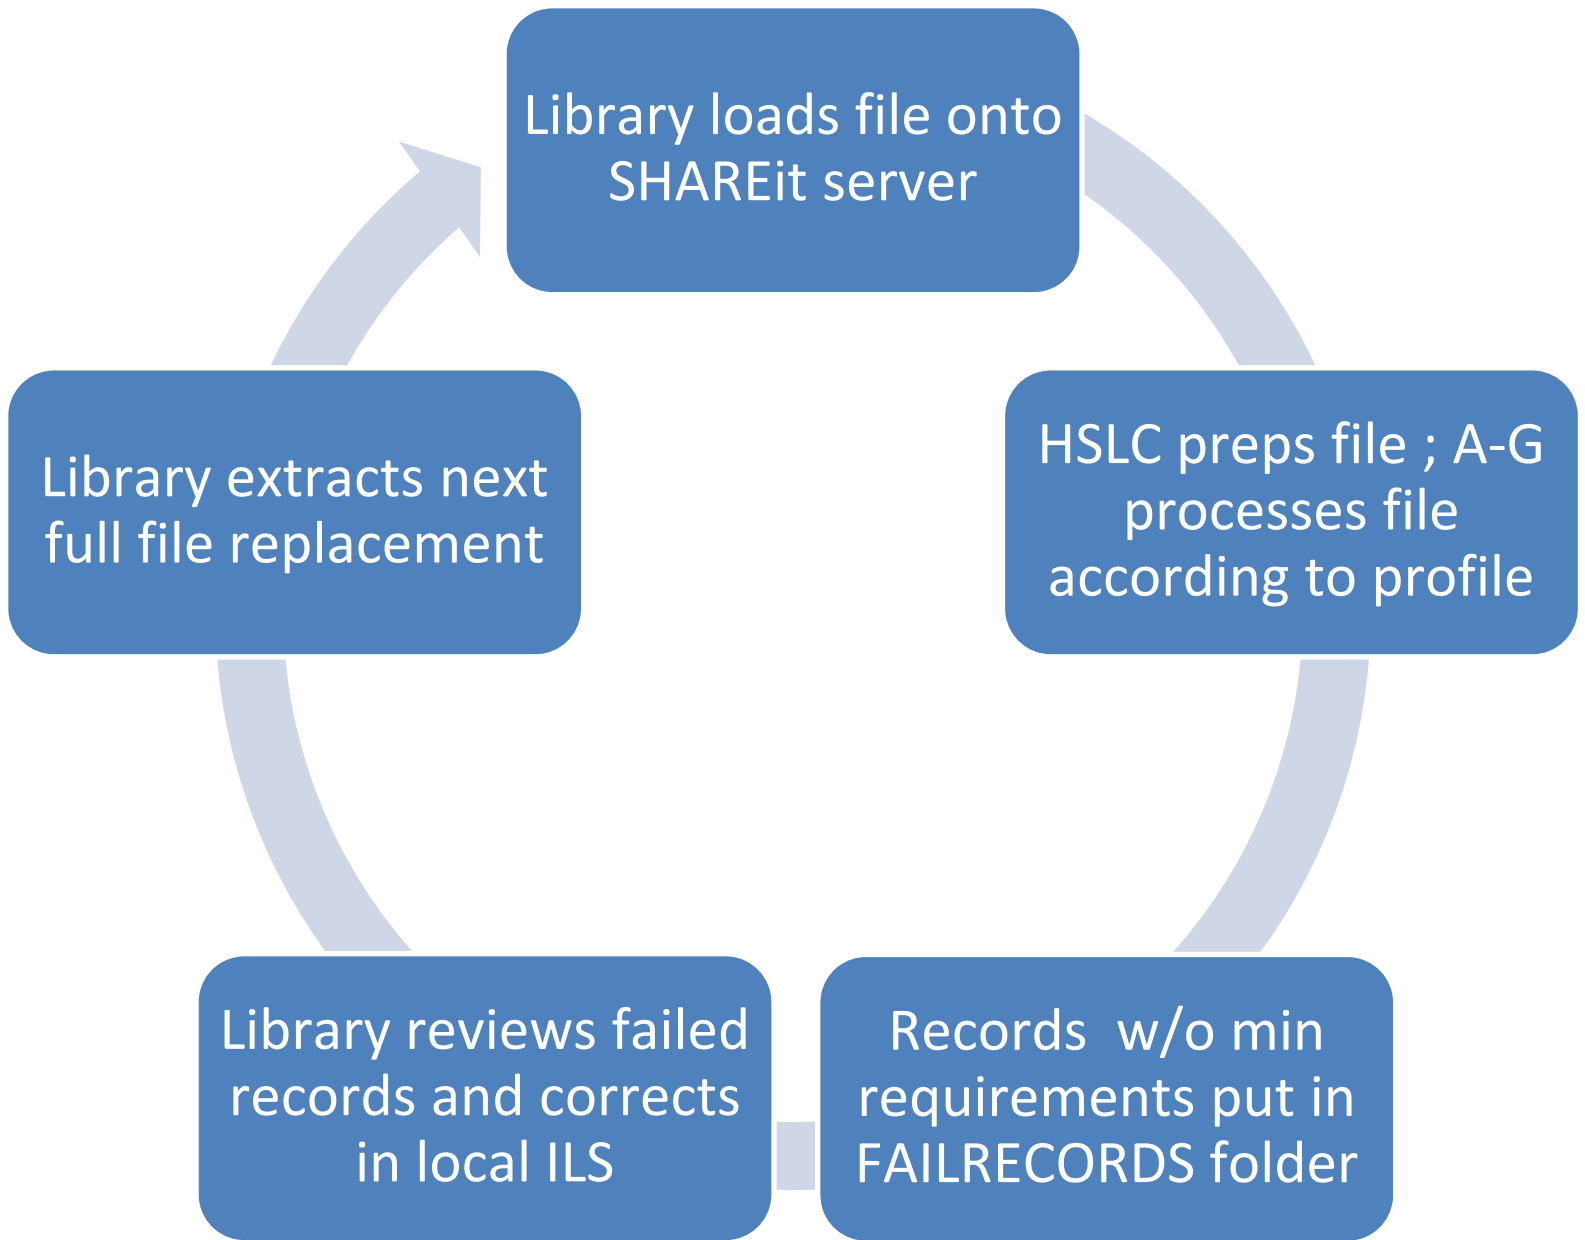 Library loads file onto
SHAREit server
HSLC preps file ; A-G
processes file
according to profile
Records  w/o min
requirements put in
FAILRECORDS folder
Library reviews failed
records and corrects
in local ILS
Library extracts next
full file replacement